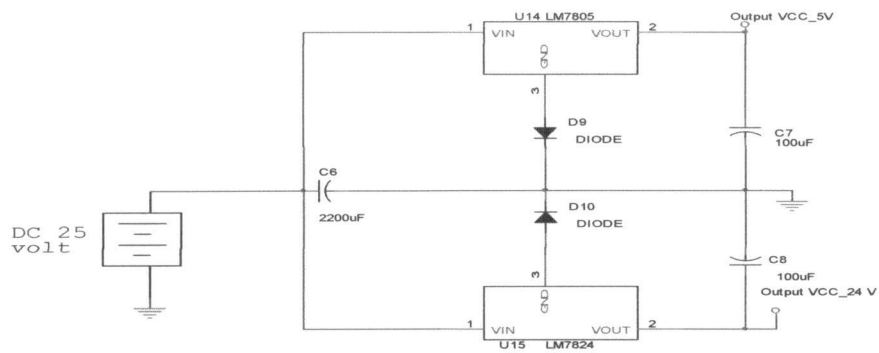 U14 LM7805
Output VCC_5V
1
VIN
VOUT
2
GND
3
D9
DIODE
C7
100uF
C6
2200uF
DC 25
volt
D10
DIODE
C8
100uF
Output VCC_24 V
3
GND
1
VIN
VOUT
2
U15 LM7824